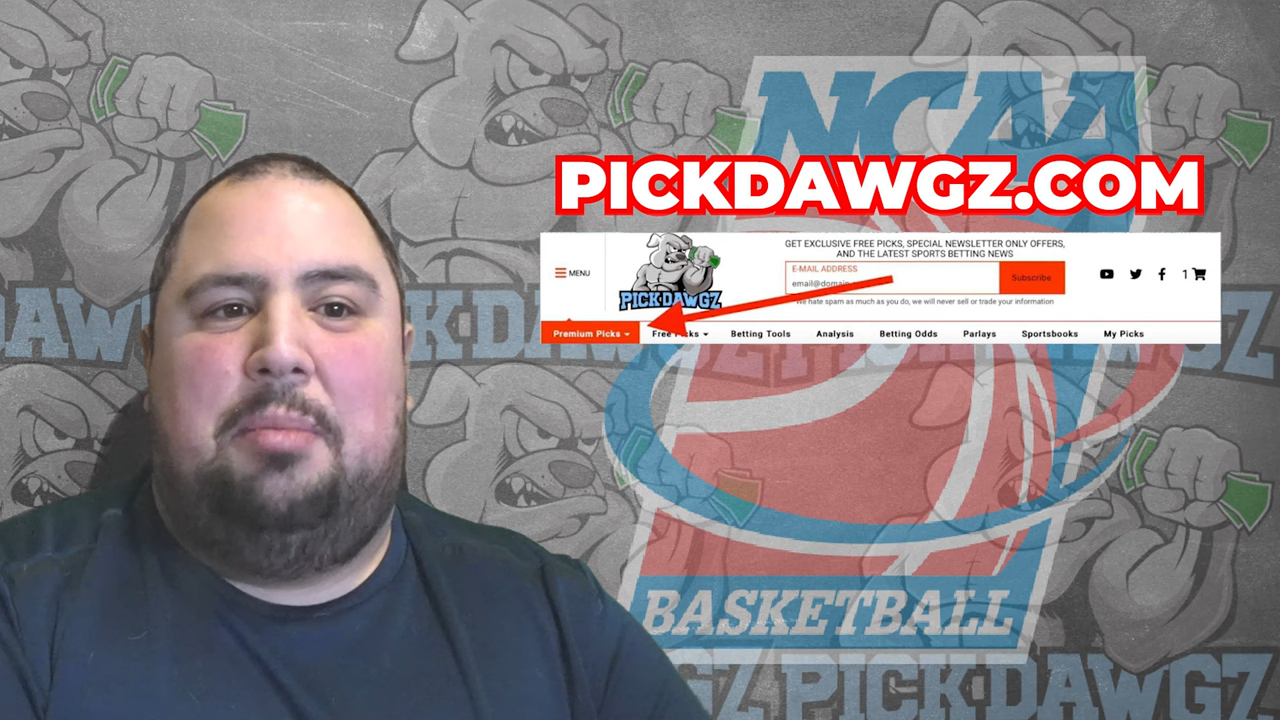 NCAA
PICKDAWGZ.COM
GET EXCLUSIVE FREE PICKS, SPECIAL NEWSLETTER ONLY OFFERS,
AND THE LATEST SPORTS BETTING NEWS
MENU
E-MAIL ADDRESS
Subscribe
1
PICKDAWGZ
We hate spam as much as you do, we will never sell or trade your information
Premium Picks Free Picks Betting Tools Analysis Betting Odds Parlays Sportsbooks My Picks
BASKETBALL
PICKDAWGZ